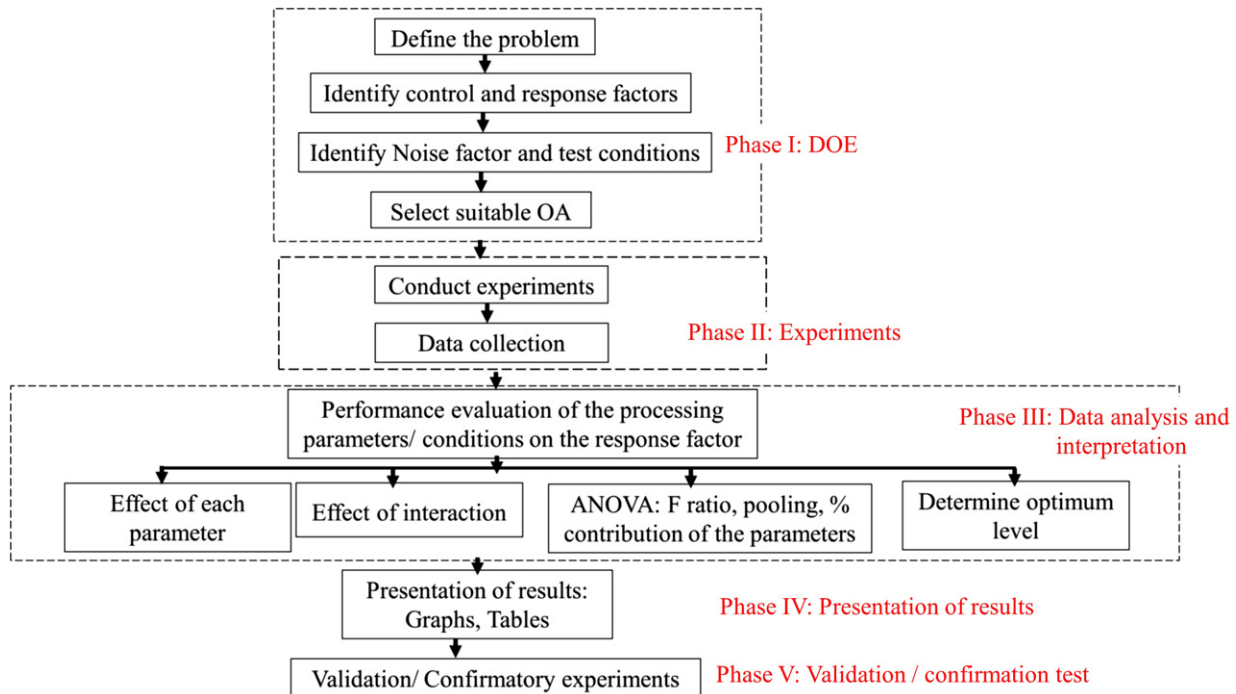 Define the problem
Identify control and response factors
Identify Noise factor and test conditions
Phase I: DOE
Select suitable OA
Conduct experiments
Phase II: Experiments
Data collection
Performance evaluation of the processing
parameters/ conditions on the response factor
Phase III: Data analysis and
interpretation
Effect of each
parameter
Effect of interaction
ANOVA: F ratio, pooling, %
contribution of the parameters
Determine optimum
level
Presentation of results:
Graphs, Tables
Phase IV: Presentation of results
Validation/ Confirmatory experiments
Phase V: Validation / confirmation test